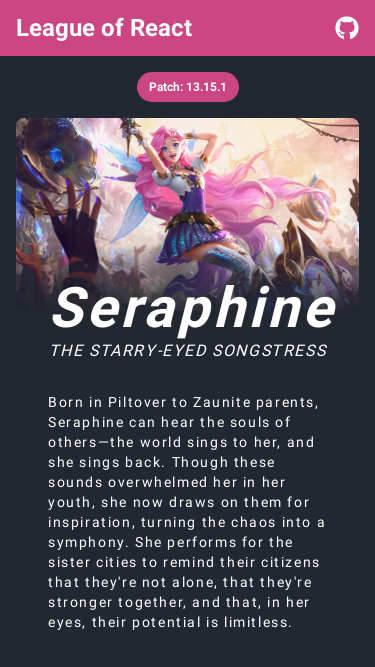 League of React
Patch: 13.15.1
Seraphine
THE STARRY-EYED SONGSTRESS
Born in Piltover to Zaunite parents,
Seraphine can hear the souls of
others—the world sings to her, and
she sings back. Though these
sounds overwhelmed her in her
youth, she now draws on them for
inspiration, turning the chaos into a
symphony. She performs for the
sister cities to remind their citizens
that they're not alone, that they're
stronger together, and that, in her
eyes, their potential is limitless.